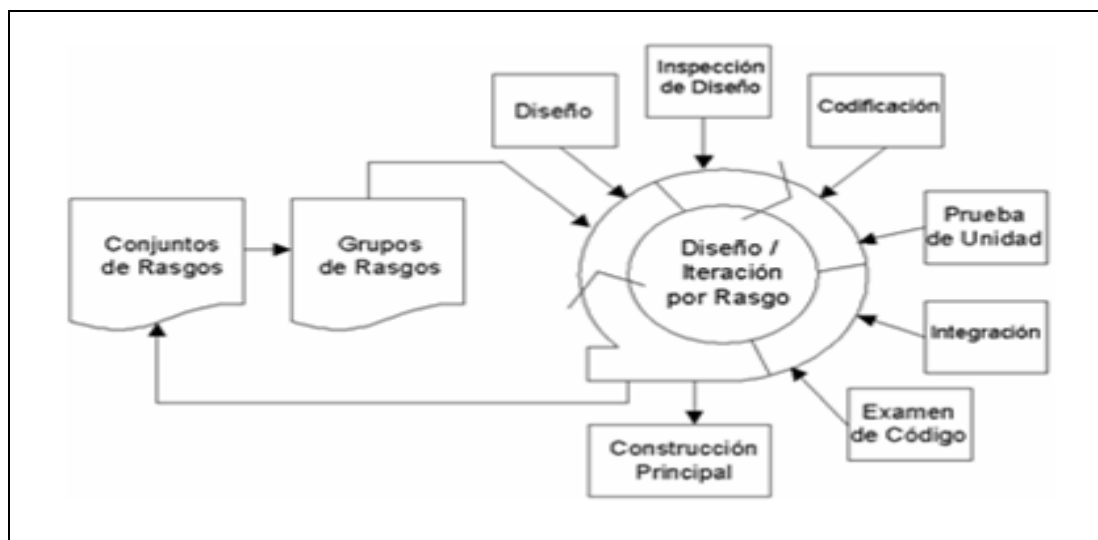 Conjuntos
de Rasgos
Grupos
de Rasgos
Diseño
Inspección
de Diseño
Codificación
Prueba
de Unidad
Integración
Examen
de Código
Construcción
Principal
Diseño /
Iteración
por Rasgo